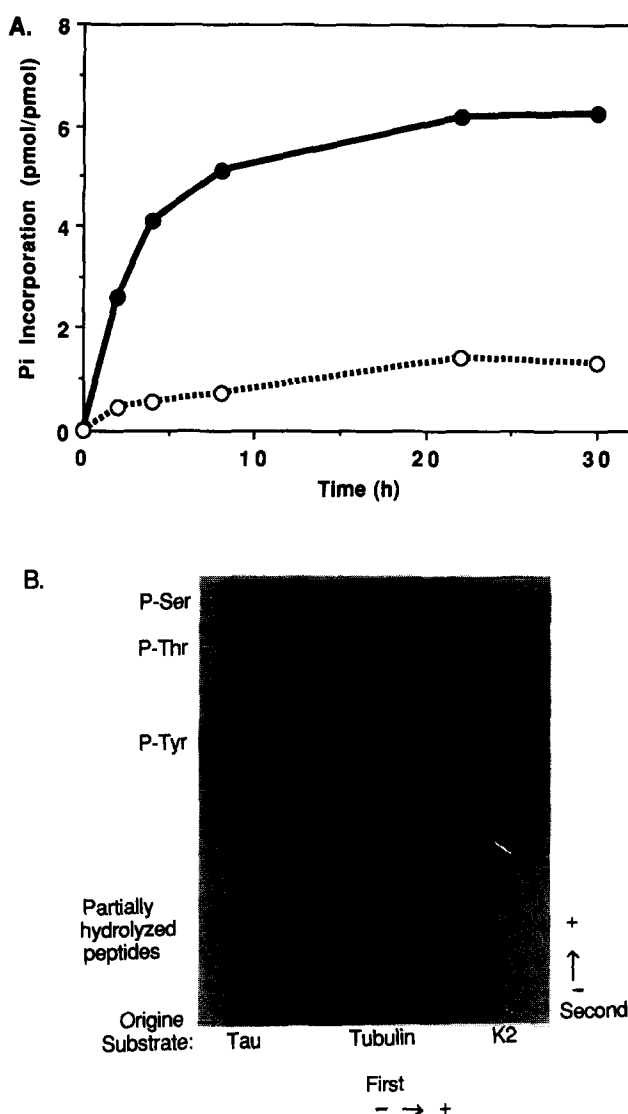 A.
8
6
4
2
0
Pi Incorporation (pmol/pmol)
0 10 20 30
Time (h)
B.
P-Ser
P-Thr
P-Tyr
Partially
hydrolyzed
peptides
+
↑
−
Second
Origine
Substrate: Tau Tubulin K2
First
− → +